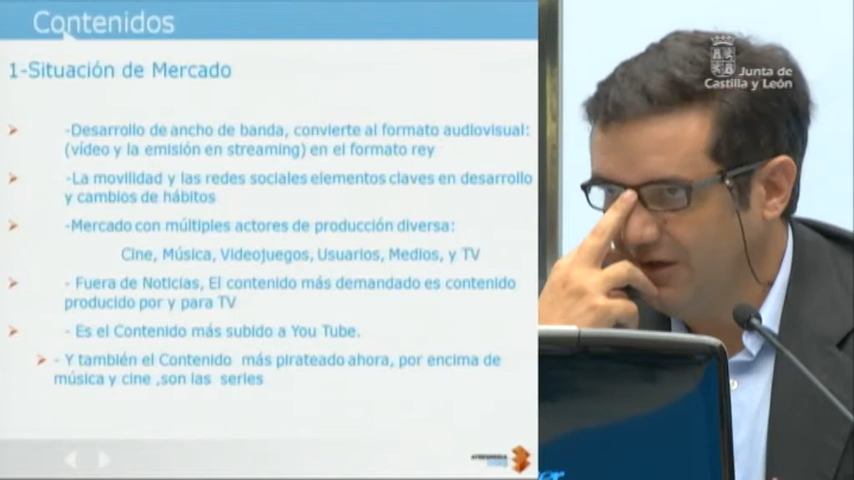 Contenidos
1-Situación de Mercado
-Desarrollo de ancho de banda, convierte al formato audiovisual:
(vídeo y la emisión en streaming) en el formato rey
-La movilidad y las redes sociales elementos claves en desarrollo
y cambios de hábitos
-Mercado con múltiples actores de producción diversa:
Cine, Música, Videojuegos, Usuarios, Medios, y TV
- Fuera de Noticias, El contenido más demandado es contenido
producido por y para TV
- Es el Contenido más subido a You Tube.
- Y también el Contenido más pirateado ahora, por encima de
música y cine ,son las series
Junta de
Castilla y León